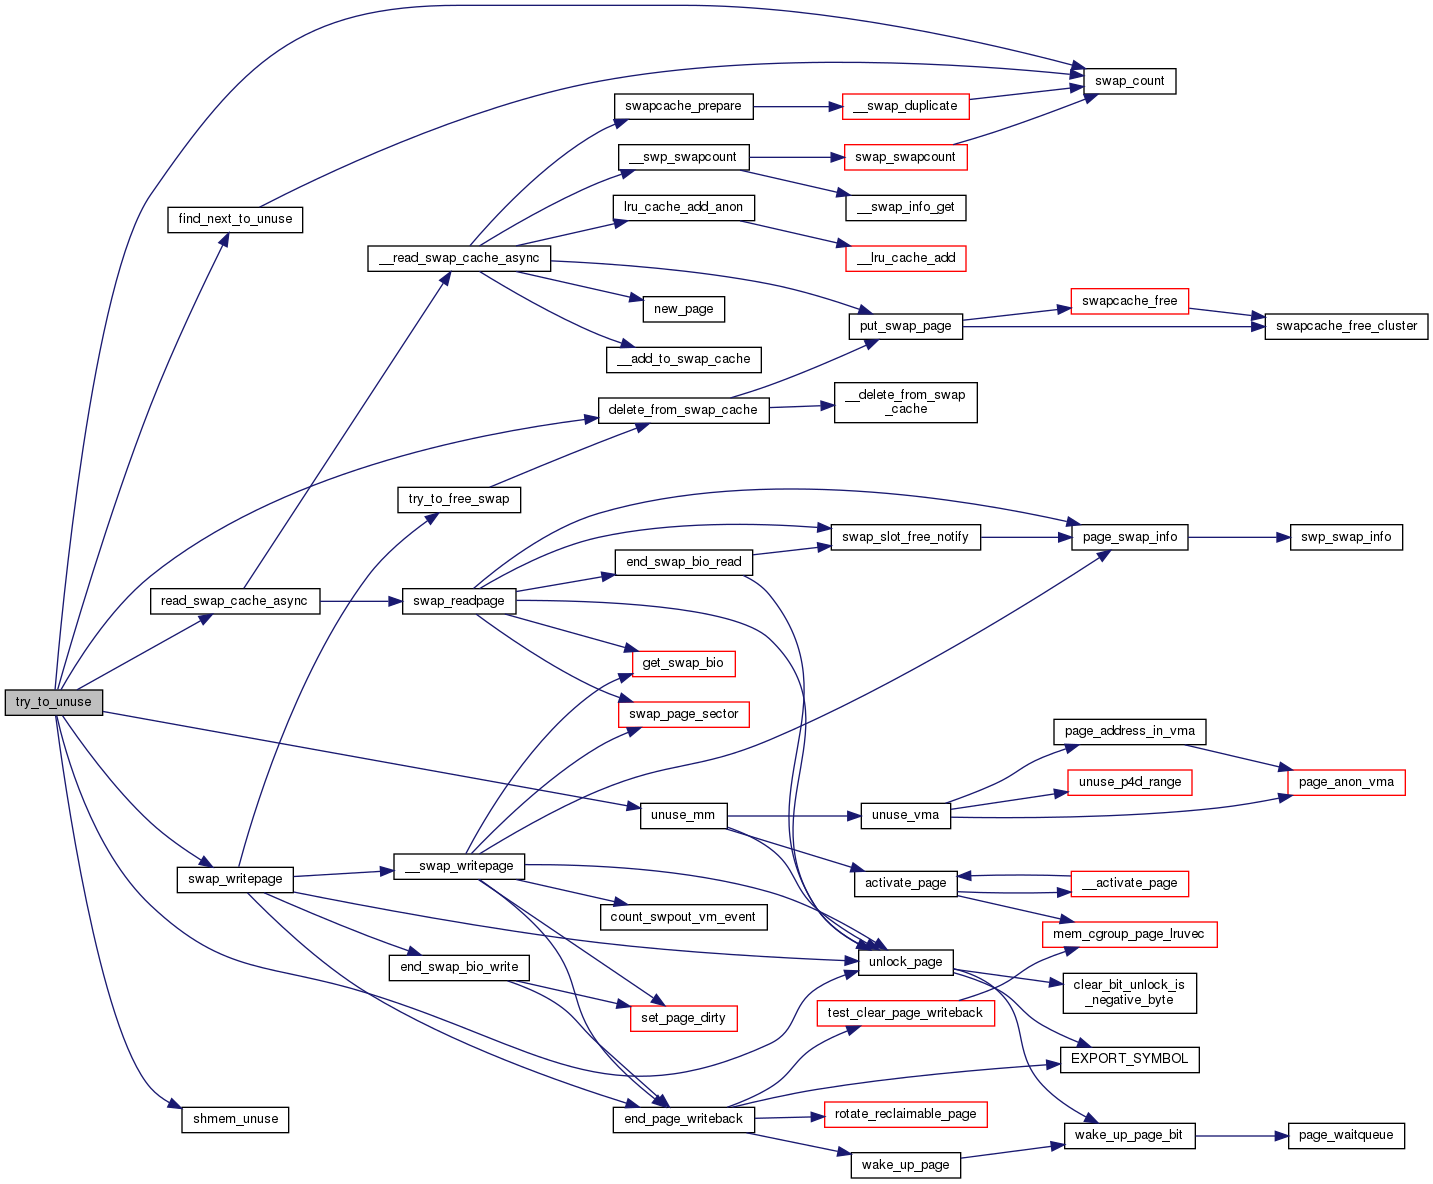 swap_count
swapcache_prepare
__swap_duplicate
__swp_swapcount
swap_swapcount
find_next_to_unuse
lru_cache_add_anon
__swap_info_get
__read_swap_cache_async
__lru_cache_add
new_page
swapcache_free
put_swap_page
swapcache_free_cluster
__add_to_swap_cache
delete_from_swap_cache
__delete_from_swap
_cache
try_to_free_swap
swap_slot_free_notify
page_swap_info
swp_swap_info
end_swap_bio_read
read_swap_cache_async
swap_readpage
get_swap_bio
try_to_unuse
swap_page_sector
page_address_in_vma
unuse_p4d_range
page_anon_vma
unuse_mm
unuse_vma
swap_writepage
__swap_writepage
activate_page
__activate_page
count_swpout_vm_event
mem_cgroup_page_lruvec
end_swap_bio_write
unlock_page
clear_bit_unlock_is
_negative_byte
set_page_dirty
test_clear_page_writeback
EXPORT_SYMBOL
shmem_unuse
end_page_writeback
rotate_reclaimable_page
wake_up_page_bit
page_waitqueue
wake_up_page